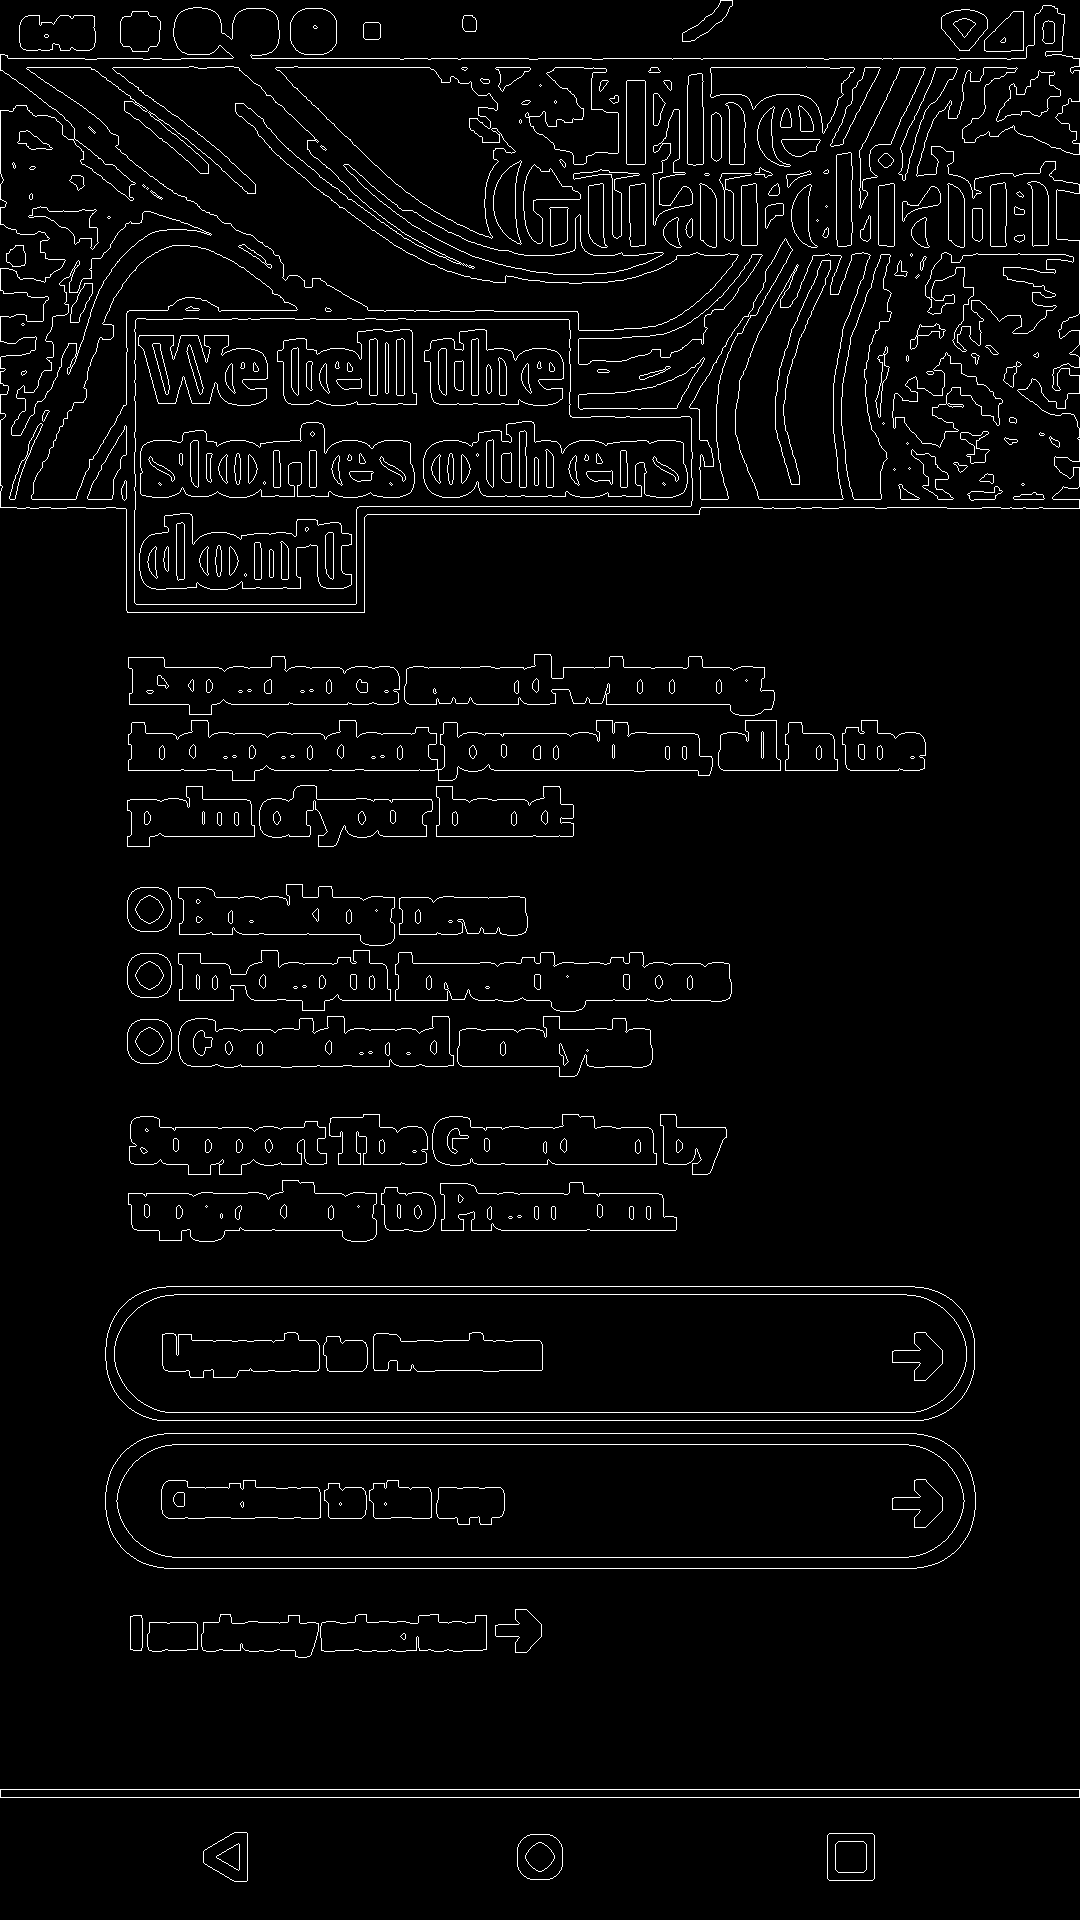 The
Guardian
We tell the
stories others
don't
Experience award-winning,
independent journalism, all in the
palm of your hand:
Breaking news
In-depth investigations
Considered analysis
Support The Guardian by
upgrading to Premium.
Upgrade to Premium
Continue to the app
I'm already subscribed